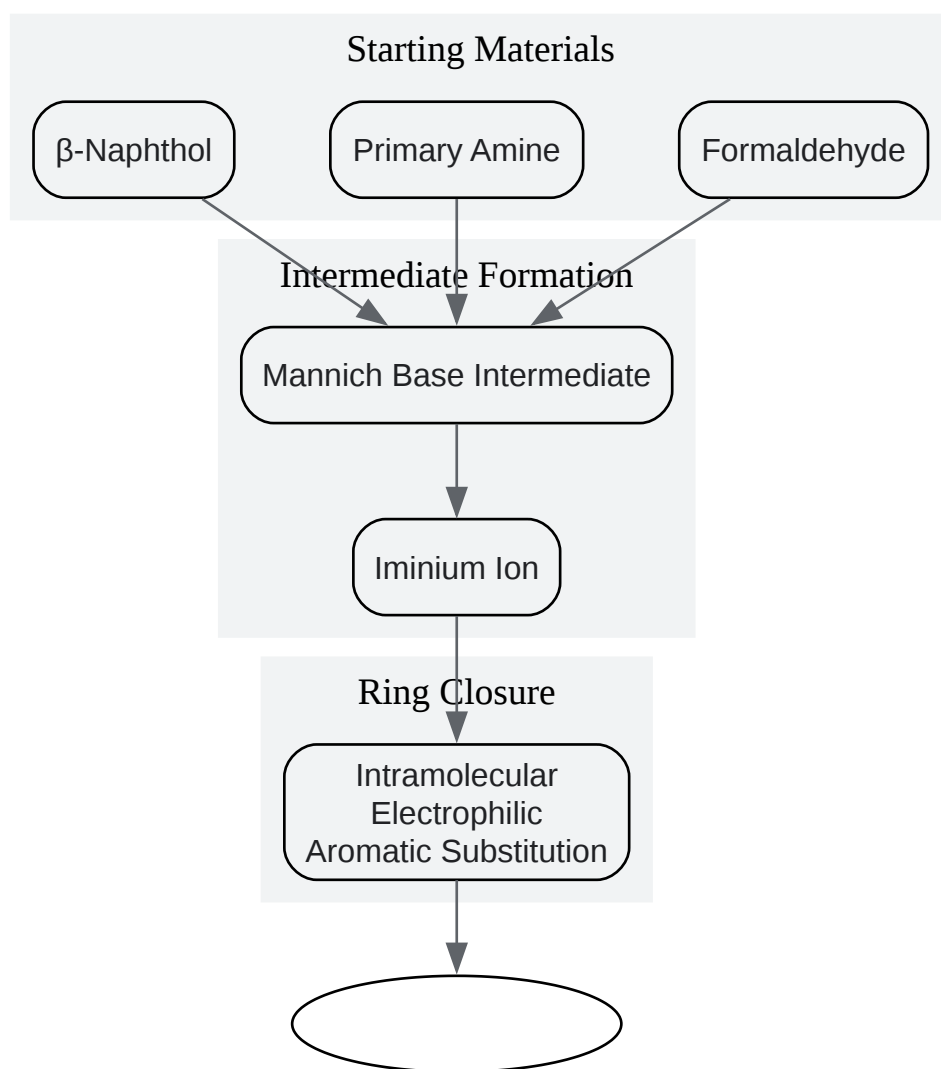 Starting Materials
β-Naphthol
Primary Amine
Formaldehyde
Intermediate Formation
Mannich Base Intermediate
Iminium Ion
Ring Closure
Intramolecular
Electrophilic
Aromatic Substitution